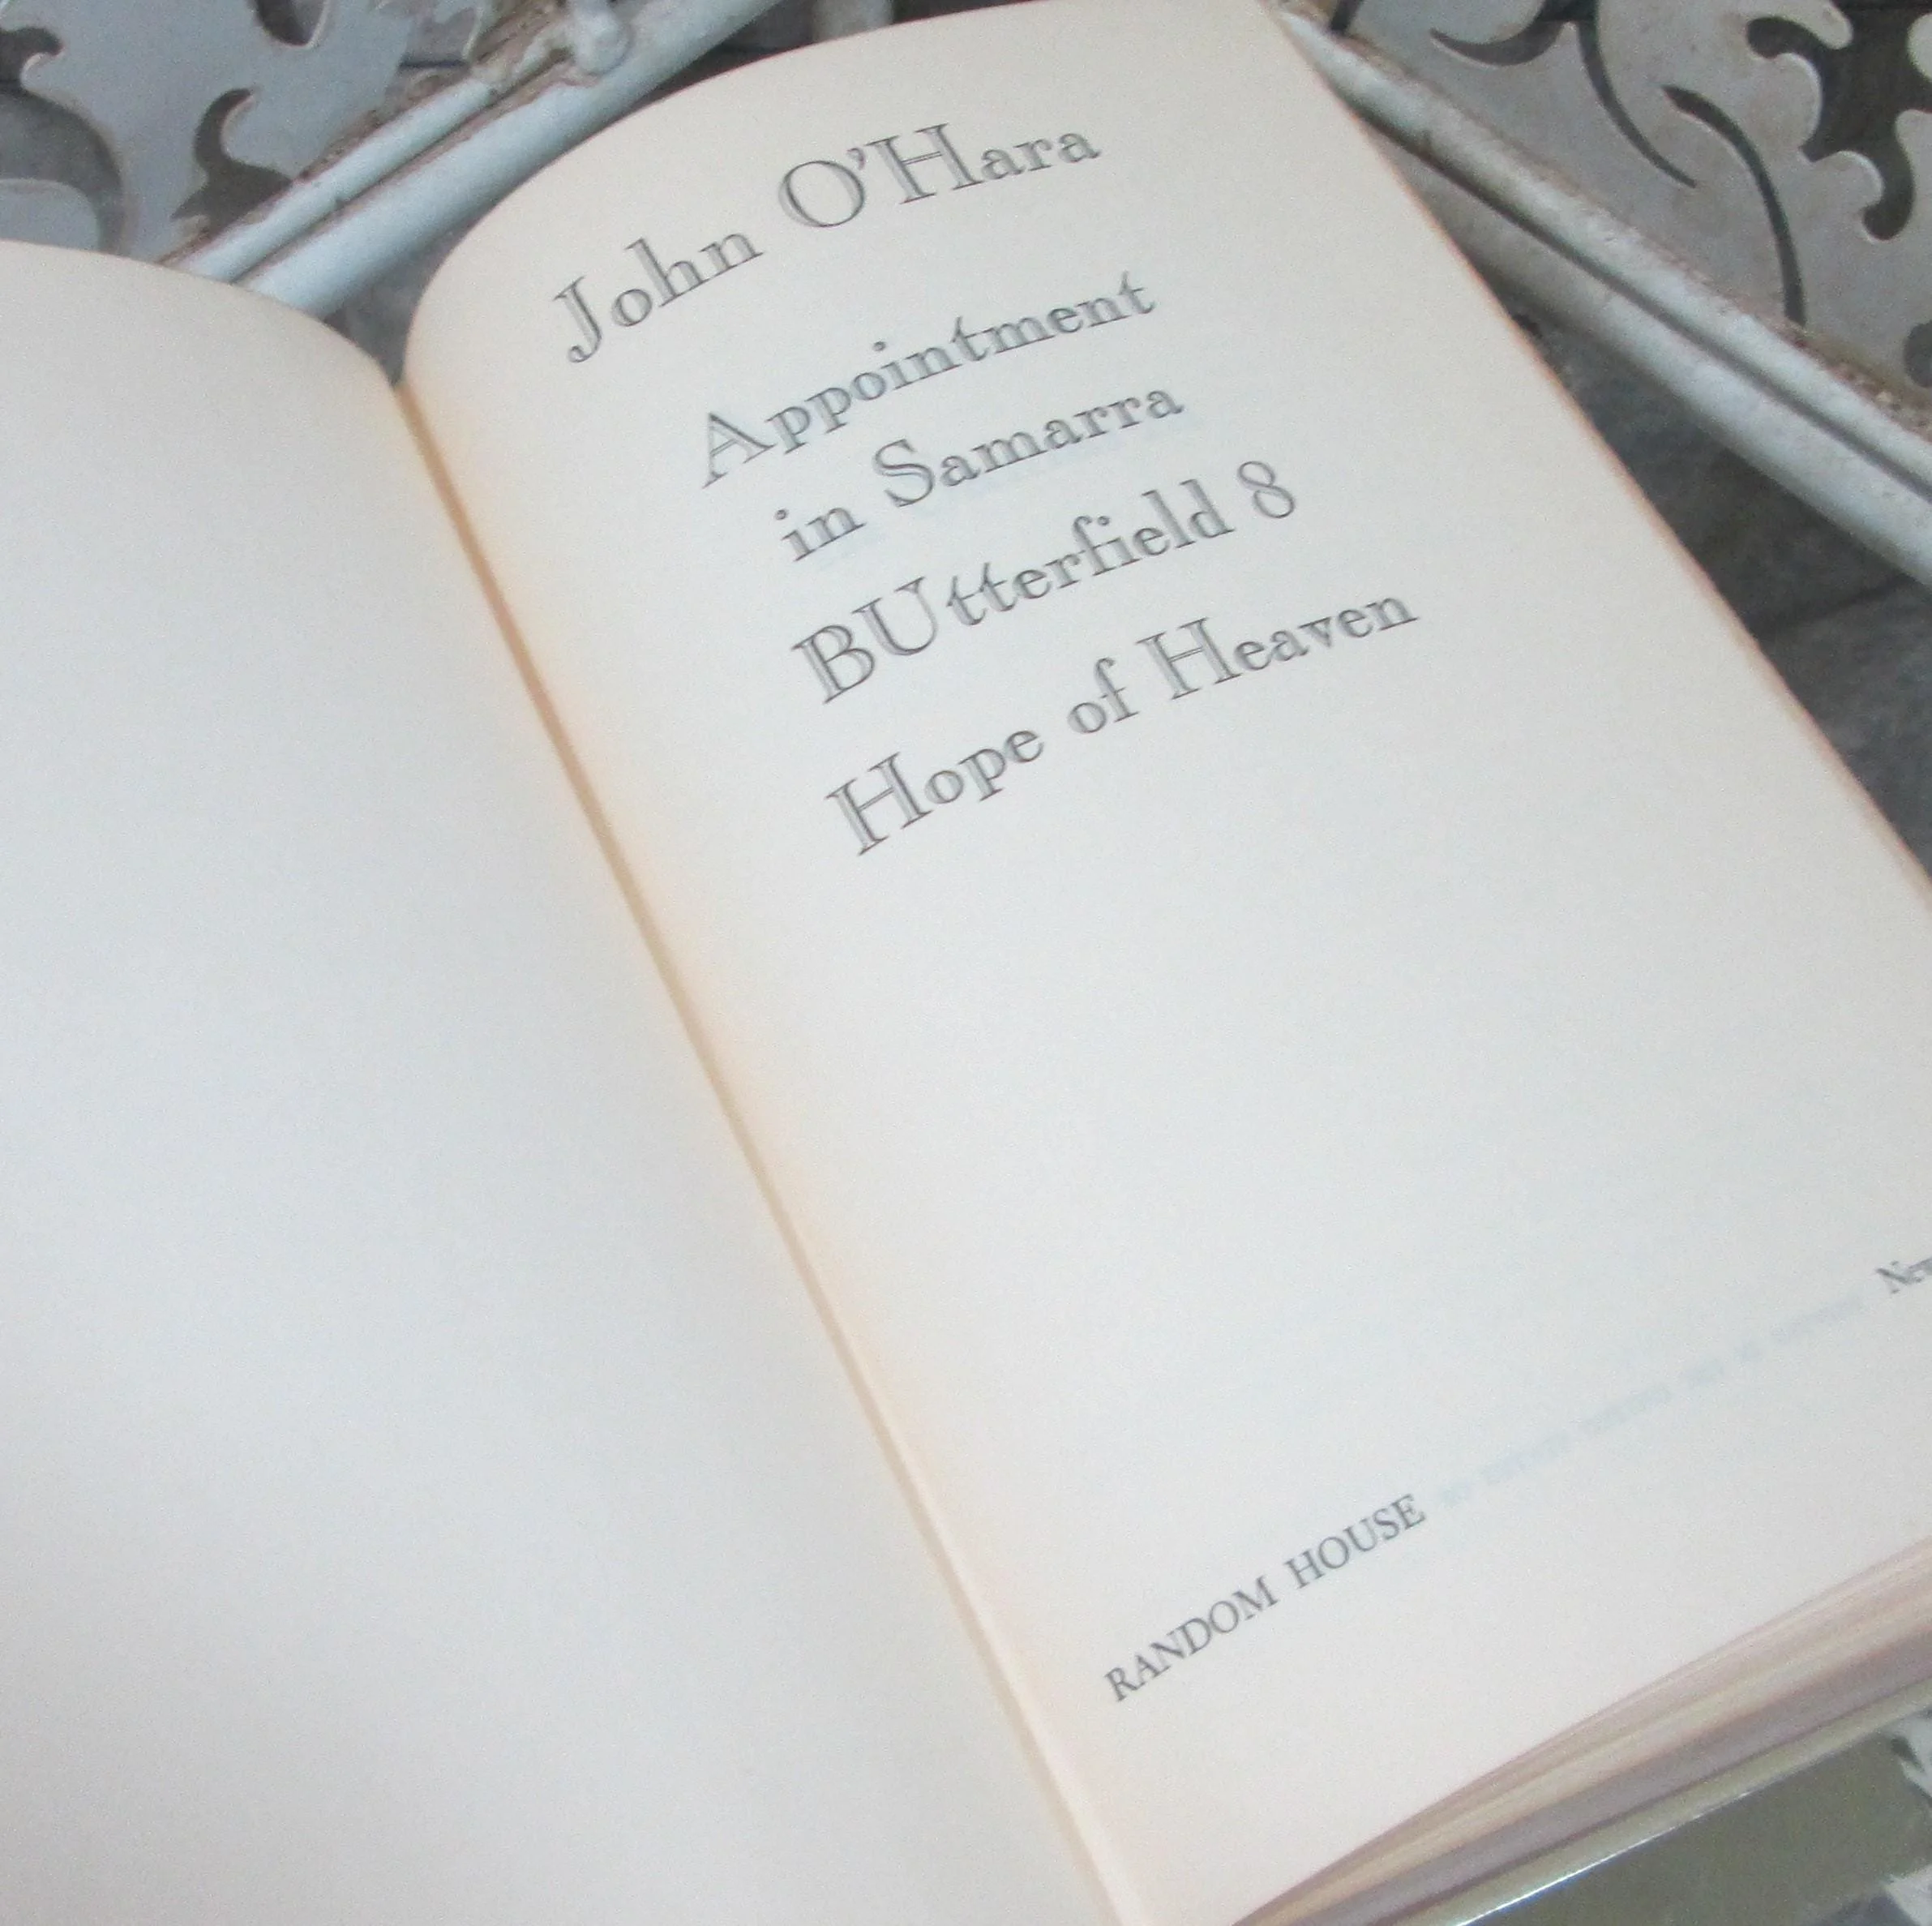 John O'Hara
Appointment
in Samarra
BUtterfield 8
Hope of Heaven
RANDOM HOUSE